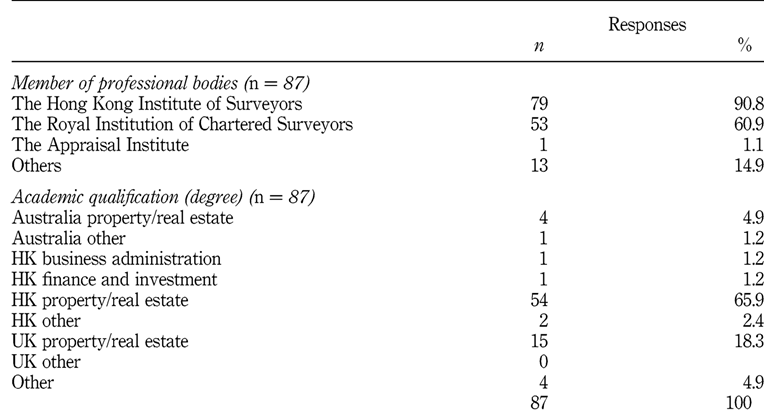 Responses
n %
Member of professional bodies (n = 87)
The Hong Kong Institute of Surveyors 79 90.8
The Royal Institution of Chartered Surveyors 53 60.9
The Appraisal Institute 1 1.1
Others 13 14.9
Academic qualification (degree) (n = 87)
Australia property/real estate 4 4.9
Australia other 1 1.2
HK business administration 1 1.2
HK finance and investment 1 1.2
HK property/real estate 54 65.9
HK other 2 2.4
UK property/real estate 15 18.3
UK other 0
Other 4 4.9
87 100